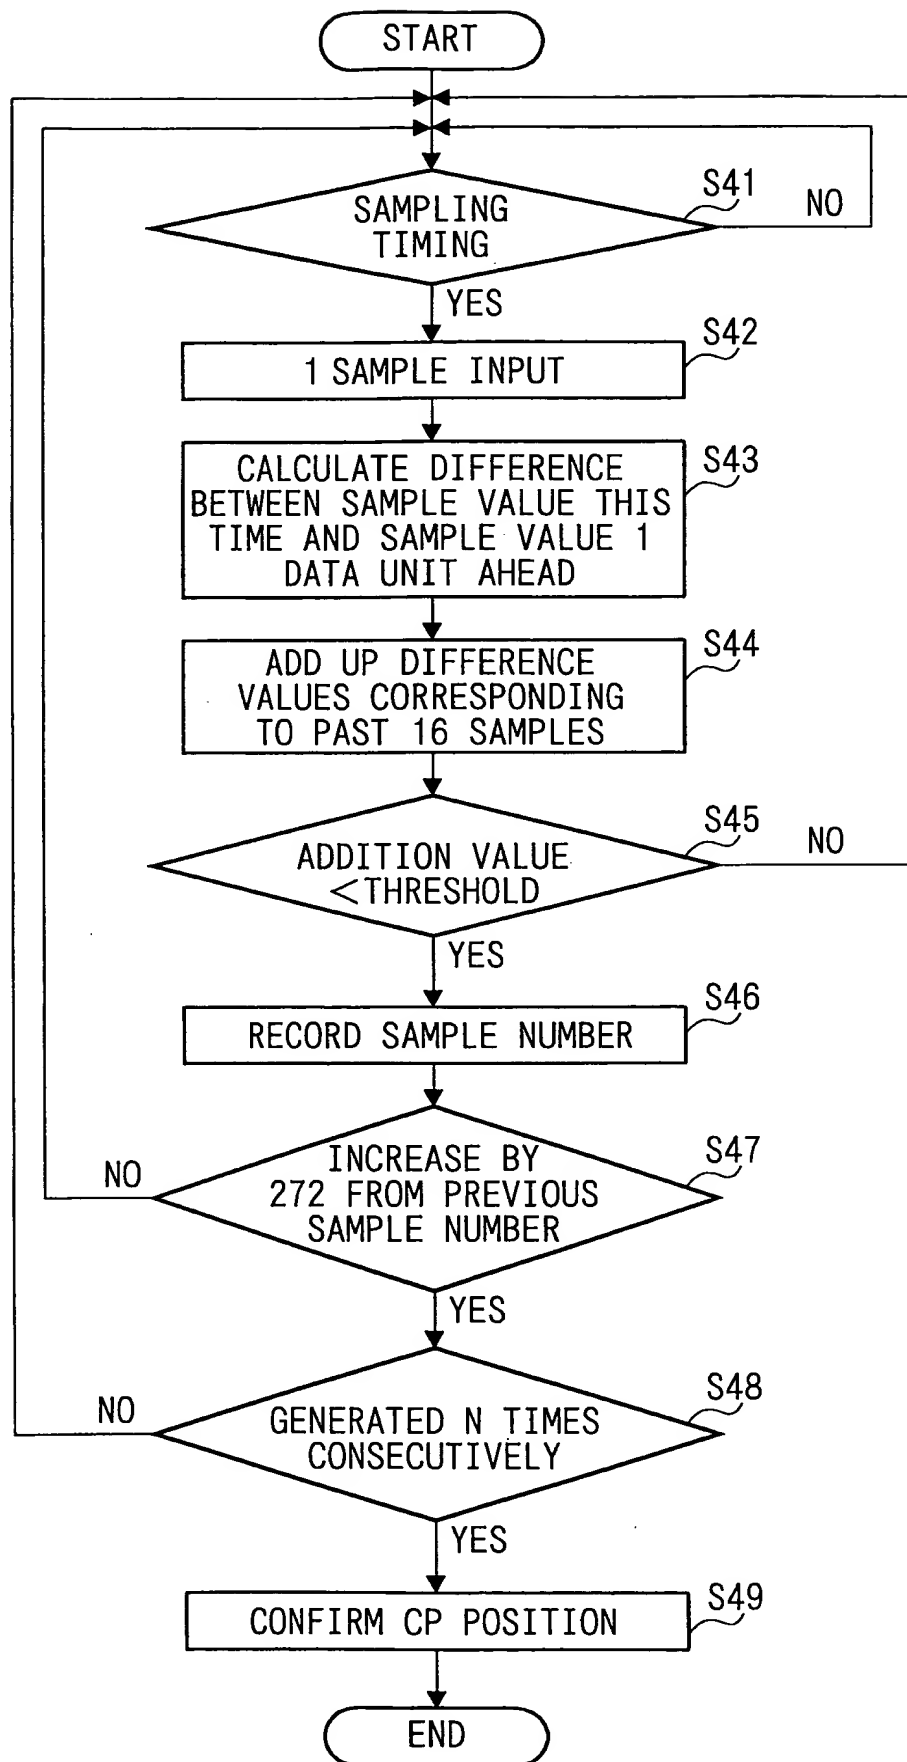 START
S41
SAMPLING
TIMING
NO
YES
S42
1 SAMPLE INPUT
S43
CALCULATE DIFFERENCE
BETWEEN SAMPLE VALUE THIS
TIME AND SAMPLE VALUE 1
DATA UNIT AHEAD
S44
ADD UP DIFFERENCE
VALUES CORRESPONDING
TO PAST 16 SAMPLES
S45
ADDITION VALUE
<THRESHOLD
NO
YES
S46
RECORD SAMPLE NUMBER
S47
INCREASE BY
272 FROM PREVIOUS
SAMPLE NUMBER
NO
YES
S48
GENERATED N TIMES
CONSECUTIVELY
NO
YES
S49
CONFIRM CP POSITION
END